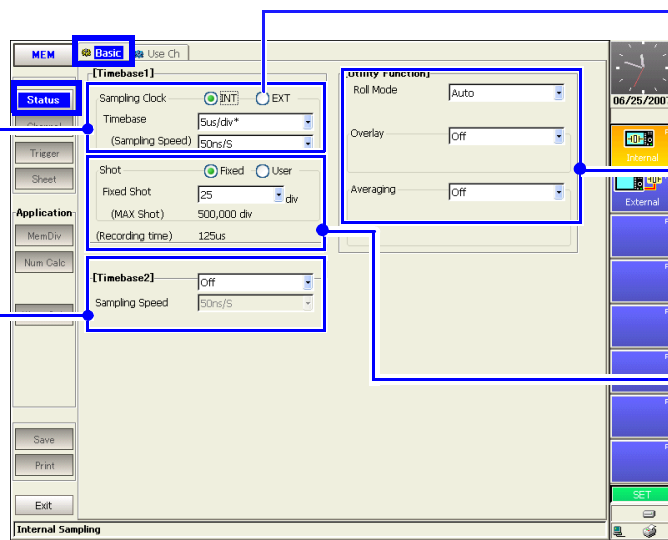 MEM
Basic
Use Ch
Status
Trigger
Sheet
Application
MemDiv
Num Calc
Save
Print
Exit
[Timebase1]
Sampling Clock INT EXT
Timebase 5us/div*
(Sampling Speed) 50ns/S
Shot Fixed User
Fixed Shot 25 div
(MAX Shot) 500,000 div
(Recording time) 125us
[Timebase2] Off
Sampling Speed 50ns/S
[Utility Function]
Roll Mode Auto
Overlay Off
Averaging Off
06/25/2007
Internal
External
SET
Internal Sampling